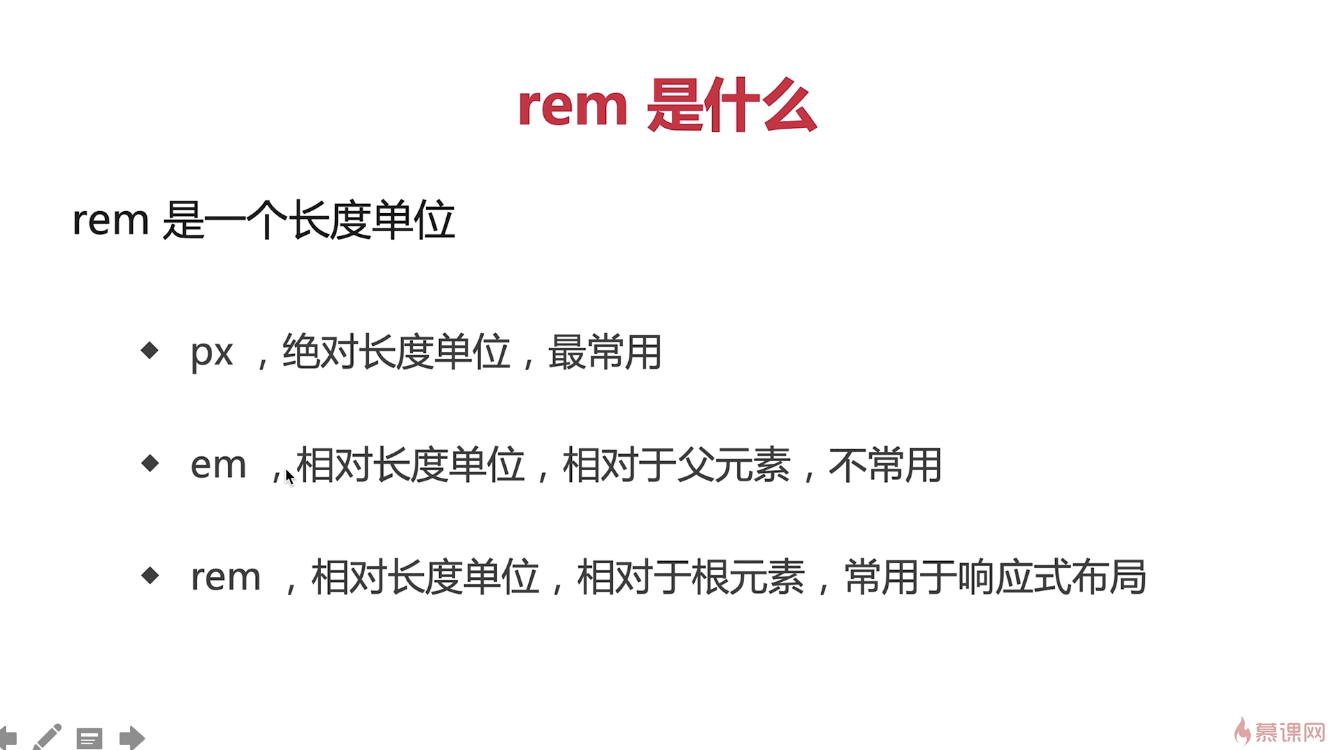 rem 是什么
rem 是一个长度单位
◆ px ，绝对长度单位，最常用
◆ em ，相对长度单位，相对于父元素，不常用
◆ rem ，相对长度单位，相对于根元素，常用于响应式布局
慕课网